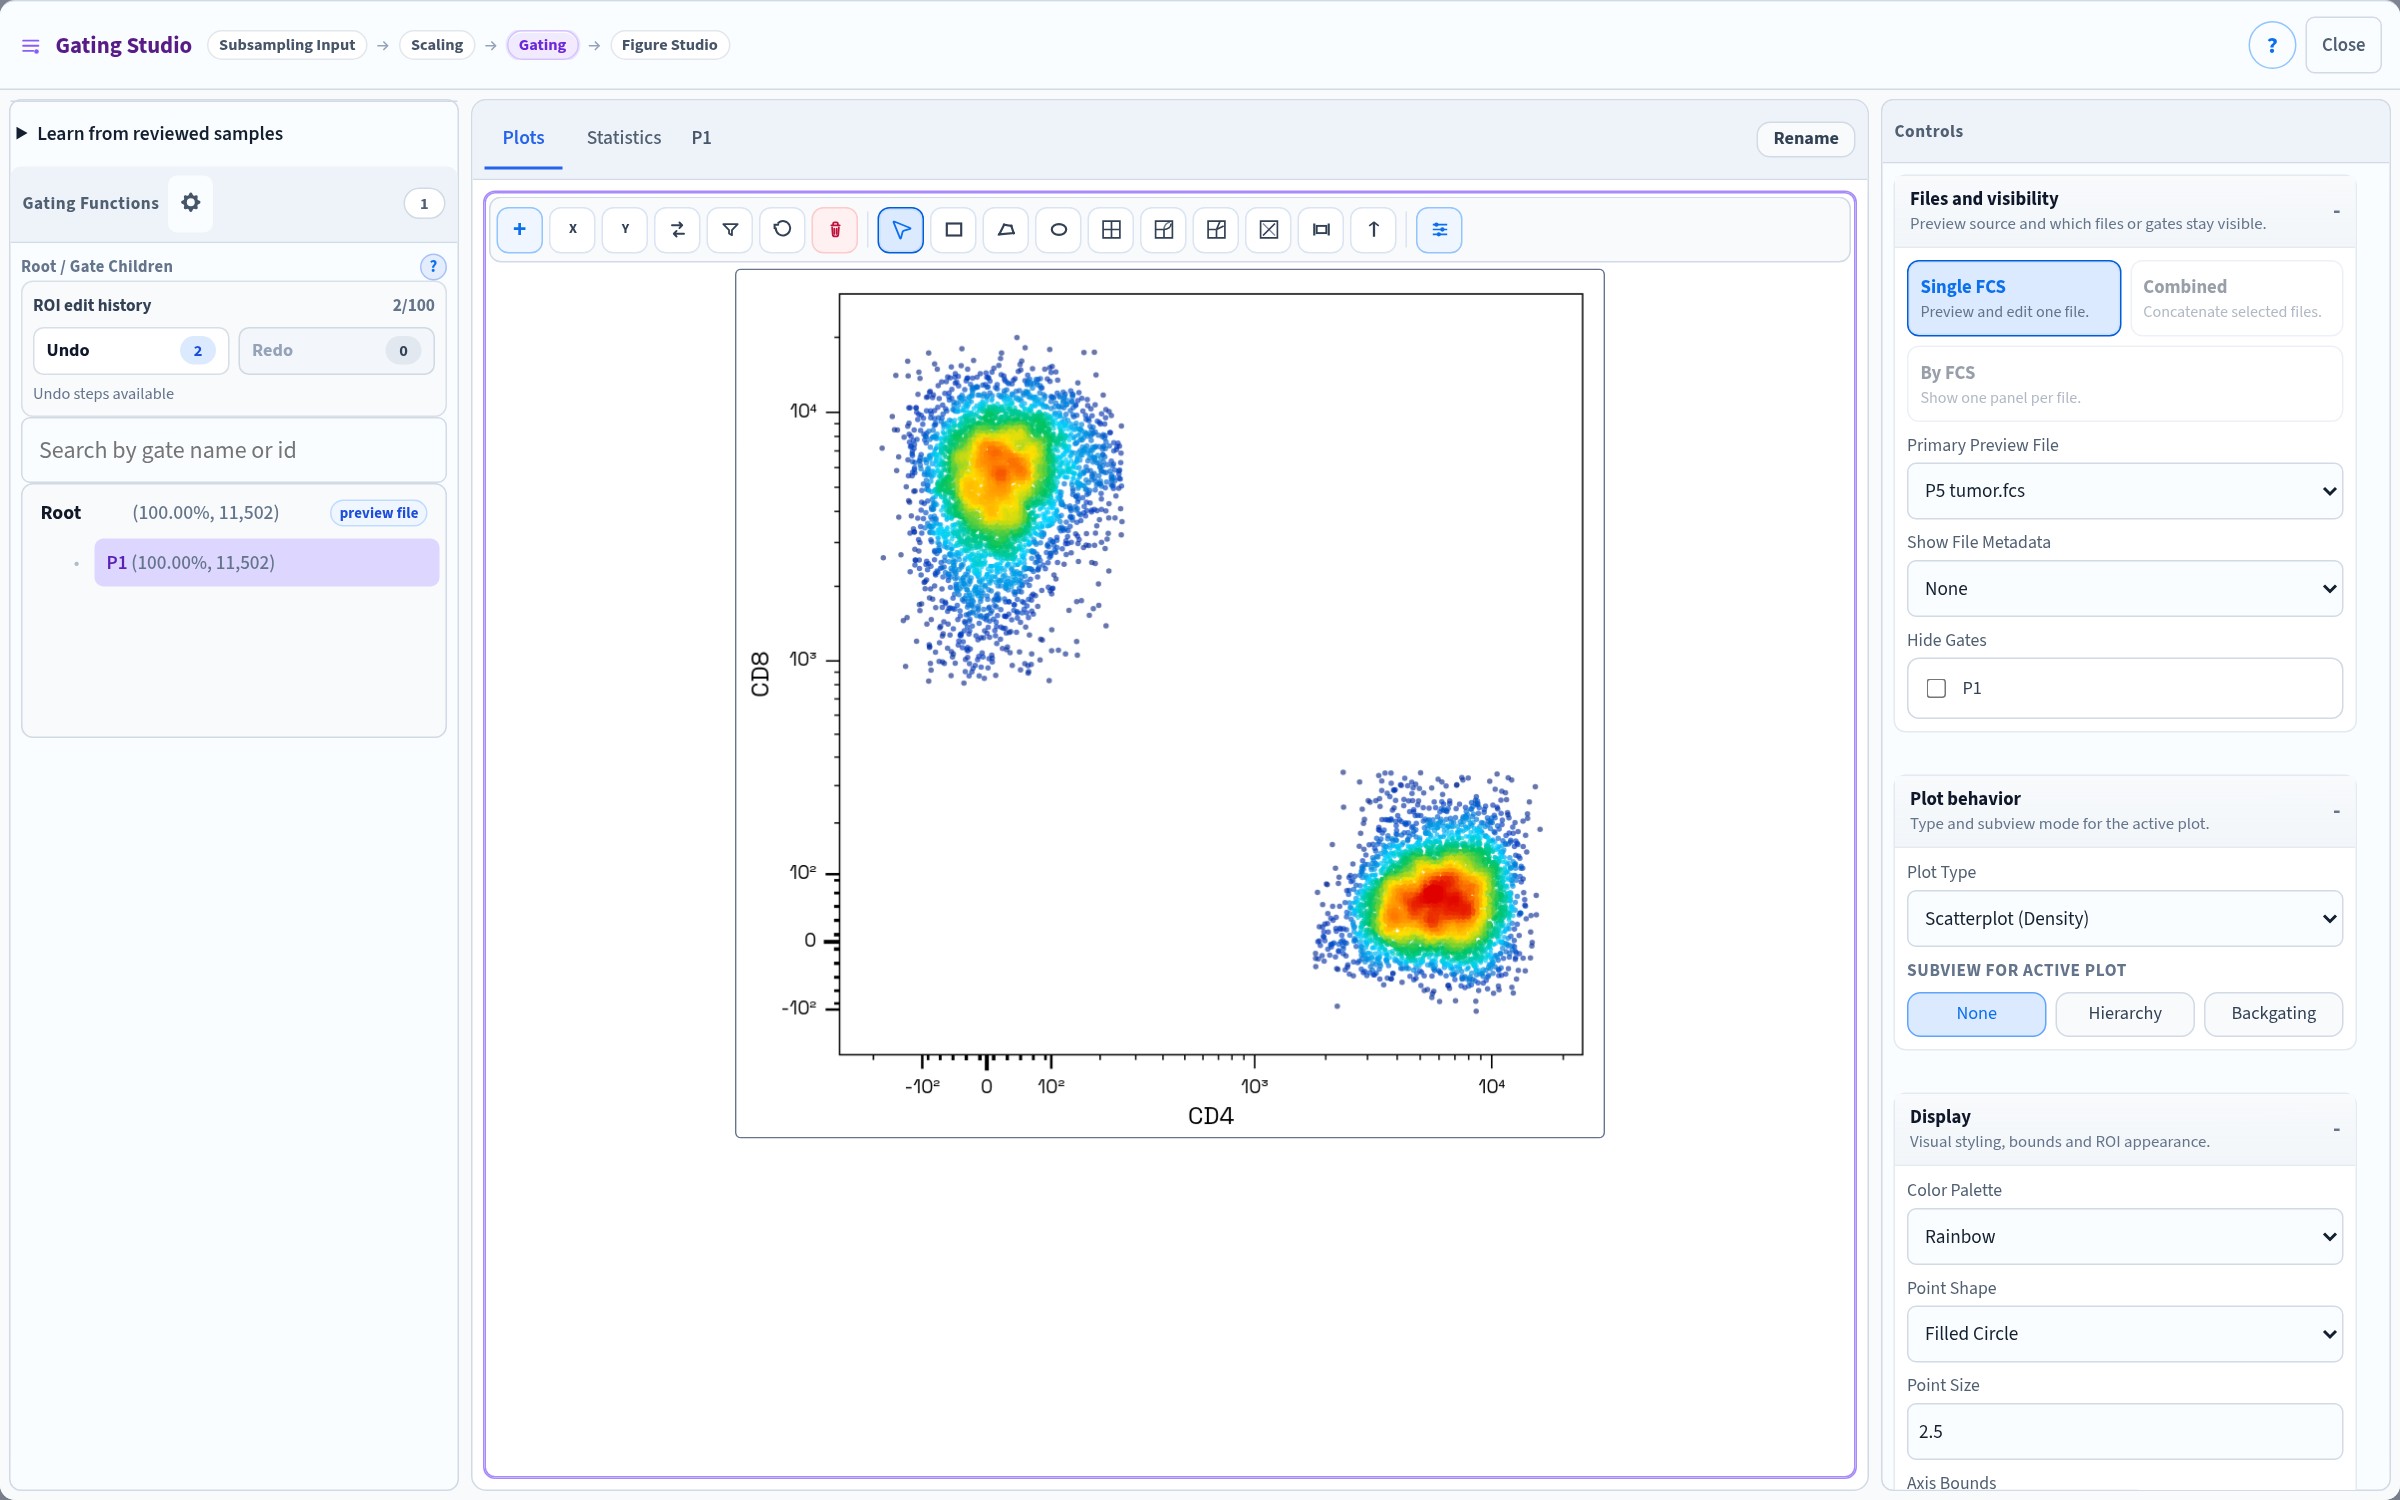 Gating Studio
Subsampling Input → Scaling → Gating → Figure Studio
?
Close
Learn from reviewed samples
Gating Functions
1
Root / Gate Children
?
ROI edit history
2/100
Undo 2
Redo 0
Undo steps available
Search by gate name or id
Root (100.00%, 11,502) preview file
P1 (100.00%, 11,502)
Plots
Statistics
P1
Rename
X
Y
10⁴
10³
10²
0
-10²
CD8
-10² 0 10² 10³ 10⁴
CD4
Controls
Files and visibility
Preview source and which files or gates stay visible.
-
Single FCS
Preview and edit one file.
Combined
Concatenate selected files.
By FCS
Show one panel per file.
Primary Preview File
P5 tumor.fcs
Show File Metadata
None
Hide Gates
P1
Plot behavior
Type and subview mode for the active plot.
-
Plot Type
Scatterplot (Density)
SUBVIEW FOR ACTIVE PLOT
None
Hierarchy
Backgating
Display
Visual styling, bounds and ROI appearance.
-
Color Palette
Rainbow
Point Shape
Filled Circle
Point Size
2.5
Axis Bounds